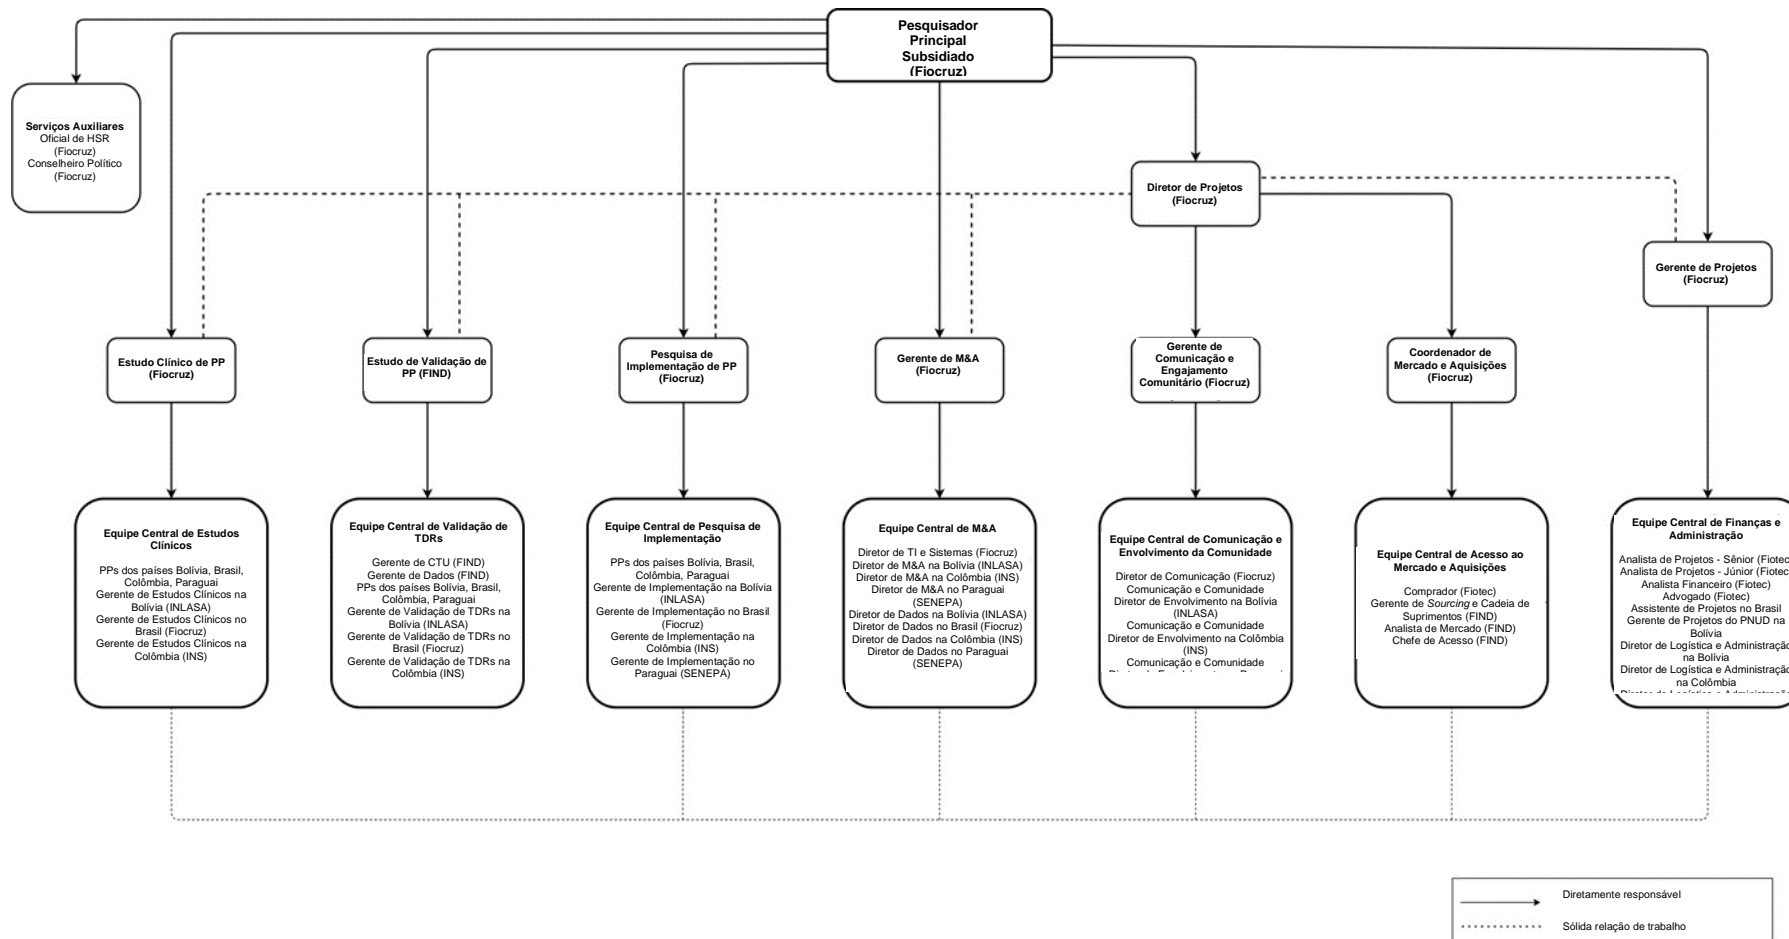 Pesquisador
Principal
Subsidiado
(Fiocruz)
Serviços Auxiliares
Oficial de HSR
(Fiocruz)
Conselheiro Político
(Fiocruz)
Diretor de Projetos
(Fiocruz)
Gerente de Projetos
(Fiocruz)
Estudo Clínico de PP
(Fiocruz)
Estudo de Validação de
PP (FIND)
Pesquisa de
Implementação de PP
(Fiocruz)
Gerente de M&A
(Fiocruz)
Gerente de
Comunicação e
Engajamento
Comunitário (Fiocruz)
Coordenador de
Mercado e Aquisições
(Fiocruz)
Equipe Central de Estudos
Clínicos
PPs dos países Bolívia, Brasil,
Colômbia, Paraguai
Gerente de Estudos Clínicos na
Bolívia (INLASA)
Gerente de Estudos Clínicos no
Brasil (Fiocruz)
Gerente de Estudos Clínicos na
Colômbia (INS)
Equipe Central de Validação de
TDRs
Gerente de CTU (FIND)
Gerente de Dados (FIND)
PPs dos países Bolívia, Brasil,
Colômbia, Paraguai
Gerente de Validação de TDRs na
Bolívia (INLASA)
Gerente de Validação de TDRs no
Brasil (Fiocruz)
Gerente de Validação de TDRs na
Colômbia (INS)
Equipe Central de Pesquisa de
Implementação
PPs dos países Bolívia, Brasil,
Colômbia, Paraguai
Gerente de Implementação na Bolívia
(INLASA)
Gerente de Implementação no Brasil
(Fiocruz)
Gerente de Implementação na
Colômbia (INS)
Gerente de Implementação no
Paraguai (SENEPA)
Equipe Central de M&A
Diretor de TI e Sistemas (Fiocruz)
Diretor de M&A na Bolívia (INLASA)
Diretor de M&A na Colômbia (INS)
Diretor de M&A no Paraguai
(SENEPA)
Diretor de Dados na Bolívia (INLASA)
Diretor de Dados no Brasil (Fiocruz)
Diretor de Dados na Colômbia (INS)
Diretor de Dados no Paraguai
(SENEPA)
Equipe Central de Comunicação e
Envolvimento da Comunidade
Diretor de Comunicação (Fiocruz)
Comunicação e Comunidade
Diretor de Envolvimento na Bolívia
(INLASA)
Comunicação e Comunidade
Diretor de Envolvimento na Colômbia
(INS)
Comunicação e Comunidade
Equipe Central de Acesso ao
Mercado e Aquisições
Comprador (Fiotec)
Gerente de Sourcing e Cadeia de
Suprimentos (FIND)
Analista de Mercado (FIND)
Chefe de Acesso (FIND)
Equipe Central de Finanças e
Administração
Analista de Projetos - Sênior (Fiotec
Analista de Projetos - Júnior (Fiotec
Analista Financeiro (Fiotec)
Advogado (Fiotec)
Assistente de Projetos no Brasil
Gerente de Projetos do PNUD na
Bolívia
Diretor de Logística e Administração
na Bolívia
Diretor de Logística e Administração
na Colômbia
Diretor de Logística e Administração
Diretamente responsável
Sólida relação de trabalho